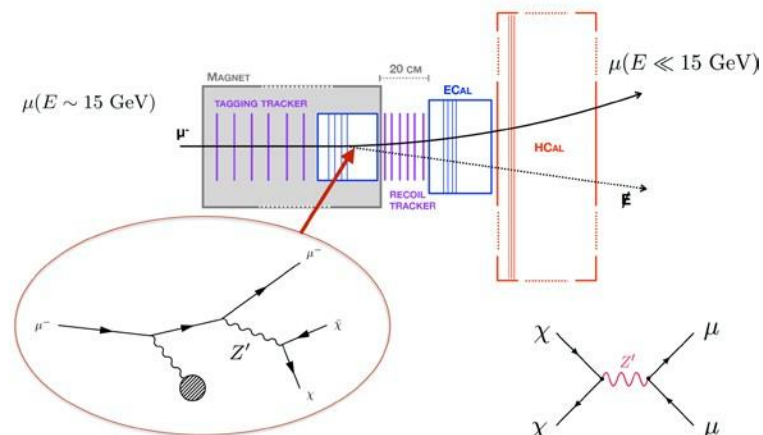 MAGNET
20 CM
μ(E ≪ 15 GeV)
μ(E ∼ 15 GeV)
TAGGING TRACKER
ECAL
μ-
HCAL
RECOIL
TRACKER
E̸
μ⁻
μ⁻
Z′
χ̄
χ
χ
Z′
μ
χ
μ